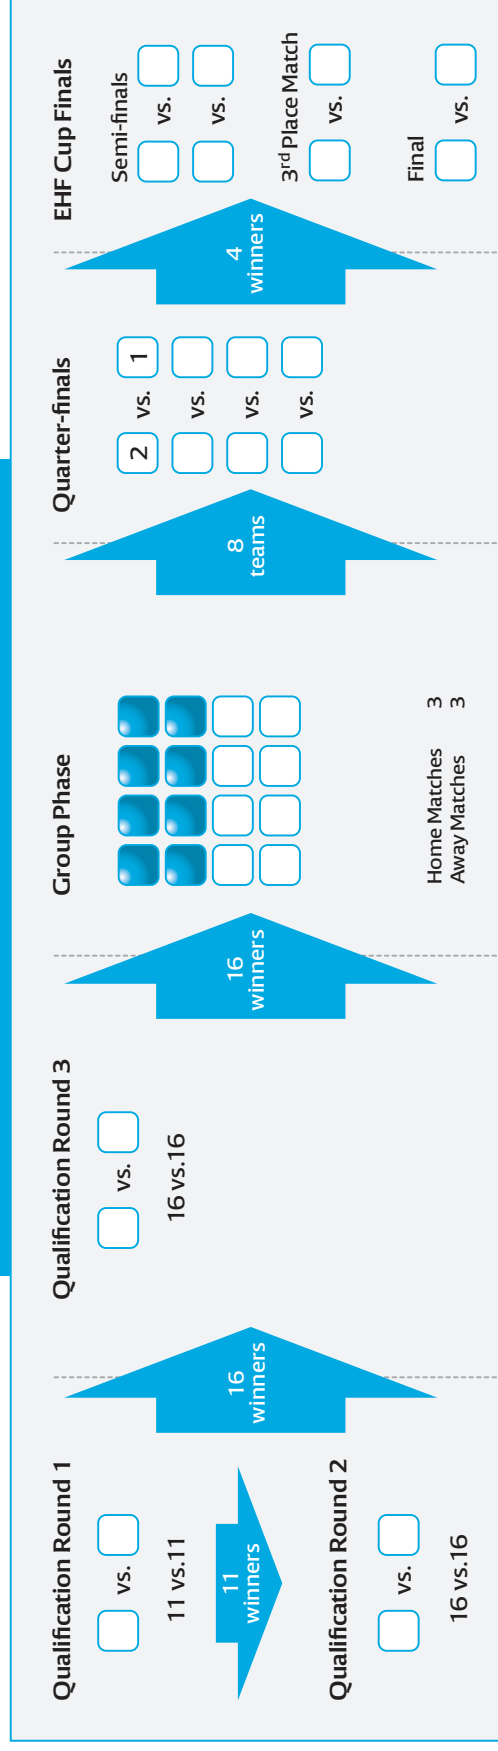 Qualification Round 1
vs.
11 vs.11
11
winners
Qualification Round 2
vs.
16 vs.16
16
winners
Qualification Round 3
vs.
16 vs.16
16
winners
Group Phase
Home Matches 3
Away Matches 3
8
teams
Quarter-finals
2 vs. 1
vs.
vs.
vs.
4
winners
EHF Cup Finals
Semi-finals
vs.
vs.
3rd Place Match
vs.
Final
vs.